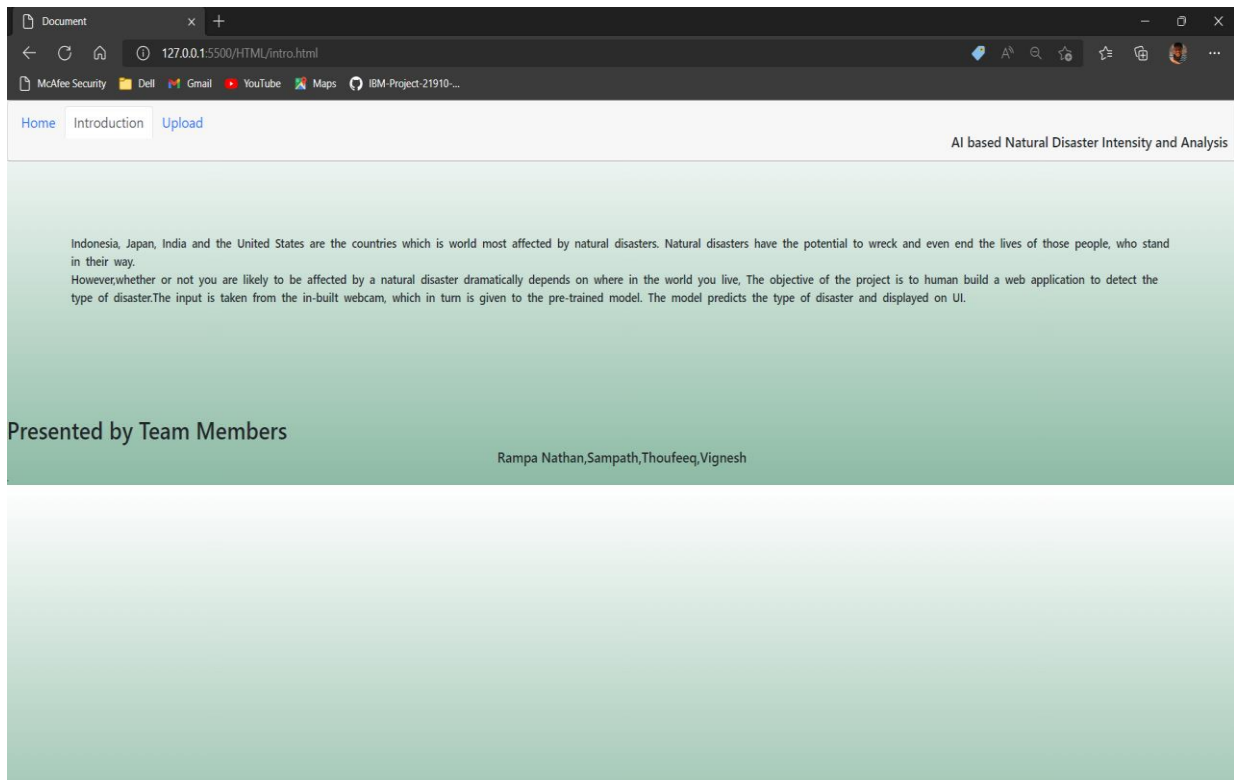 Document
127.0.0.1:5500/HTML/intro.html
McAfee Security Dell Gmail YouTube Maps IBM-Project-21910-...
Home Introduction Upload
AI based Natural Disaster Intensity and Analysis
Indonesia, Japan, India and the United States are the countries which is world most affected by natural disasters. Natural disasters have the potential to wreck and even end the lives of those people, who stand
in their way.
However,whether or not you are likely to be affected by a natural disaster dramatically depends on where in the world you live, The objective of the project is to human build a web application to detect the
type of disaster.The input is taken from the in-built webcam, which in turn is given to the pre-trained model. The model predicts the type of disaster and displayed on UI.
Presented by Team Members
Rampa Nathan,Sampath,Thoufeeq,Vignesh